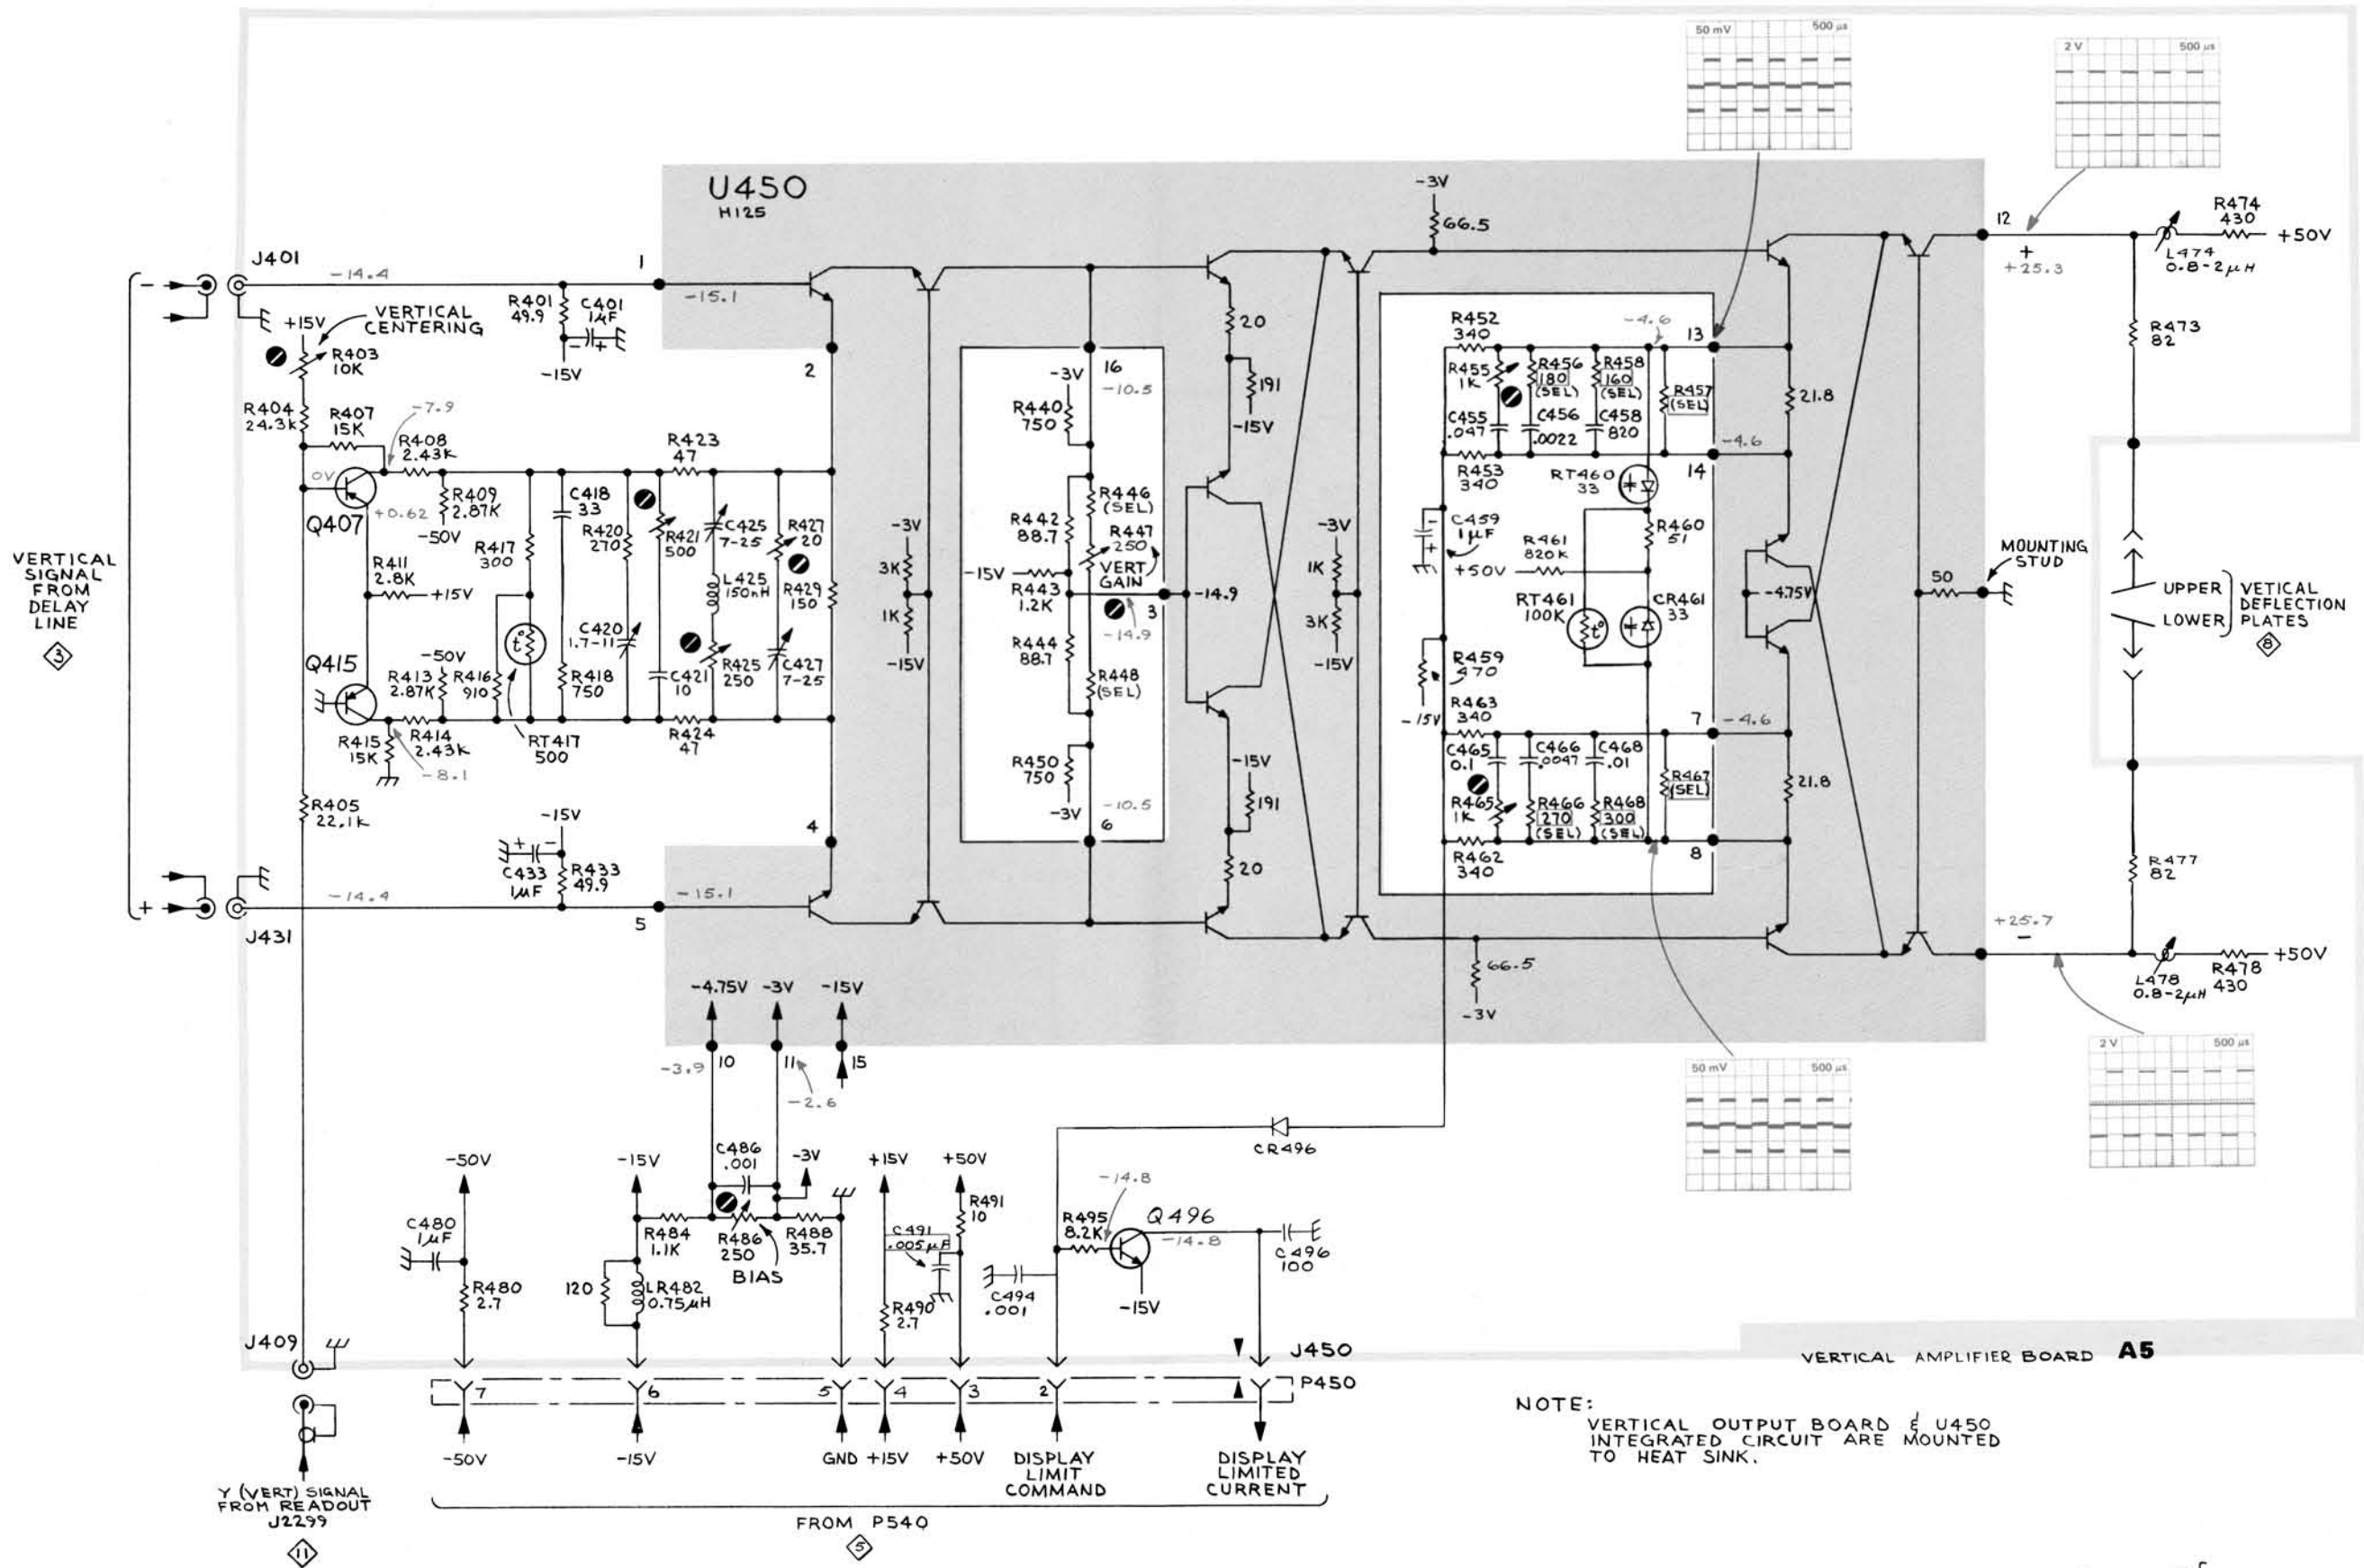 50 mV 500 µs
2 V 500 µs
U450
H125
-3V
66.5
12
+
+25.3
R474
430
+50V
L474
0.8-2µH
J401
-14.4
1
-15.1
-
+15V
VERTICAL
CENTERING
R403
10K
R401
49.9
C401
1µF
- +
-15V
2
R404
24.3K
R407
15K
-7.9
R408
2.43K
R423
47
0V
Q407
+0.62
R409
2.87K
-50V
R417
300
C418
33
R420
270
R421
500
C425
7-25
R427
20
R411
2.8K
+15V
L425
150nH
R429
150
VERTICAL
SIGNAL
FROM
DELAY
LINE
3
Q415
-50V
R413
2.87K
R416
910
t°
C420
1.7-11
R418
750
C421
10
R425
250
C427
7-25
R415
15K
R414
2.43K
-8.1
RT417
500
R424
47
R405
22.1K
-15V
+ -
C433
1µF
R433
49.9
4
+
-14.4
-15.1
J431
5
-3V
3K
1K
-15V
16
-10.5
-3V
R440
750
R446
(SEL)
R442
88.7
R447
250
VERT
GAIN
-15V
R443
1.2K
3
-14.9
-14.9
R444
88.7
R448
(SEL)
R450
750
-3V
-10.5
6
20
191
-15V
-15V
191
20
-3V
1K
3K
-15V
R452
340
-4.6
13
R455
1K
R456
180
(SEL)
R458
160
(SEL)
R457
(SEL)
21.8
C455
.047
C456
.0022
C458
820
-4.6
R453
340
14
RT460
33
C459
1µF
-
+
R461
820K
R460
51
+50V
RT461
100K
t°
CR461
33
-4.75V
R459
470
-15V
R463
340
7
-4.6
C465
0.1
C466
.0047
C468
.01
R467
(SEL)
21.8
R465
1K
R466
270
(SEL)
R468
300
(SEL)
R462
340
8
R473
82
MOUNTING
STUD
50
UPPER
LOWER
VETICAL
DEFLECTION
PLATES
8
R477
82
+25.7
-
+50V
L478
0.8-2µH
R478
430
66.5
-3V
-4.75V -3V -15V
-3.9
10
11
15
-2.6
50 mV 500 µs
2 V 500 µs
CR496
-50V
-15V
C486
.001
-3V
+15V
+50V
-14.8
C480
1µF
R484
1.1K
R486
250
BIAS
R488
35.7
C491
.005µF
R491
10
R495
8.2K
Q496
-14.8
C496
100
R480
2.7
120
LR482
0.75µH
R490
2.7
C494
.001
-15V
J409
J450
P450
7
6
5
4
3
2
-50V
-15V
GND
+15V
+50V
DISPLAY
LIMIT
COMMAND
DISPLAY
LIMITED
CURRENT
Y (VERT) SIGNAL
FROM READOUT
J2299
11
FROM P540
5
VERTICAL AMPLIFIER BOARD A5
NOTE:
VERTICAL OUTPUT BOARD & U450
INTEGRATED CIRCUIT ARE MOUNTED
TO HEAT SINK.